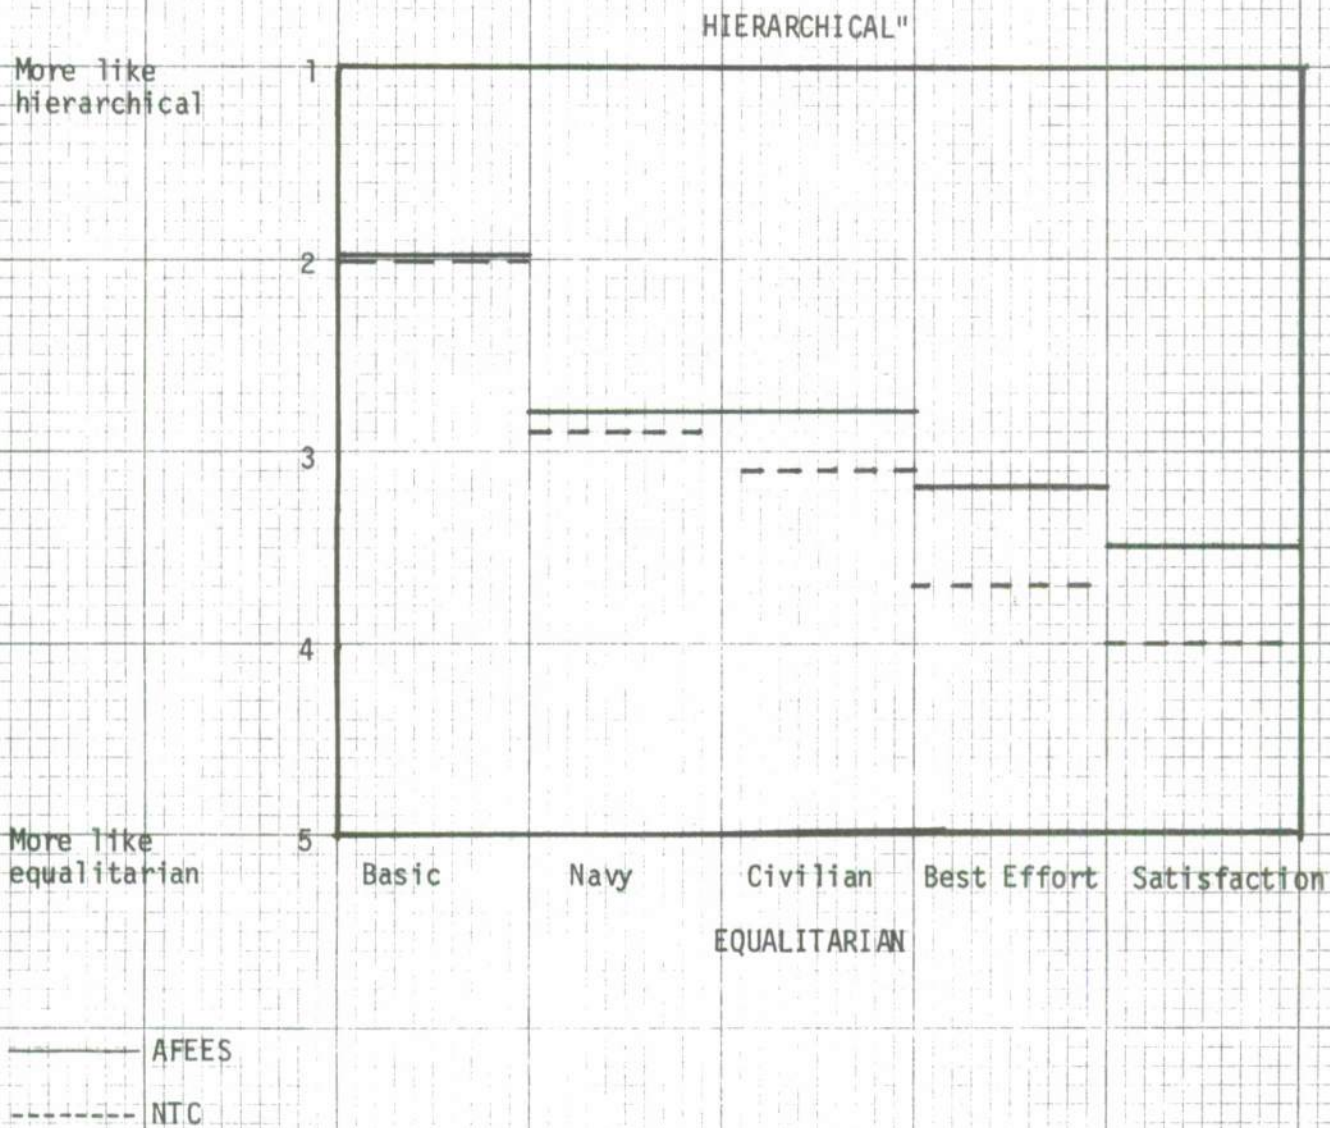 HIERARCHICAL"
More like
hierarchical
1
2
3
4
5
More like
equalitarian
Basic Navy Civilian Best Effort Satisfaction
EQUALITARIAN
AFEES
NTC